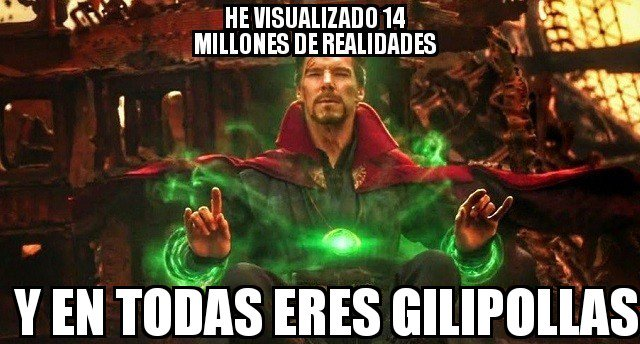 HE VISUALIZADO 14
MILLONES DE REALIDADES
Y EN TODAS ERES GILIPOLLAS